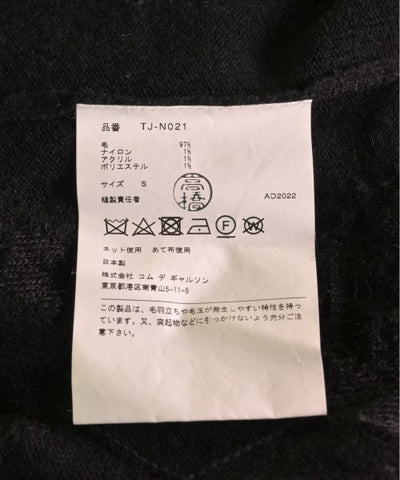 品番 TJ-N021
毛 97%
ナイロン 1%
アクリル 1%
ポリエステル 1%
サイズ S
縫製責任者 高橋 AD2022
ネット使用 あて布使用
日本製
株式会社 コム デ ギャルソン
東京都港区南青山5-11-5
この製品は、毛羽立ちや毛玉が発生しやすい特性を持っ
ています。又、突起物などに引っかけないよう充分ご注
意下さい。